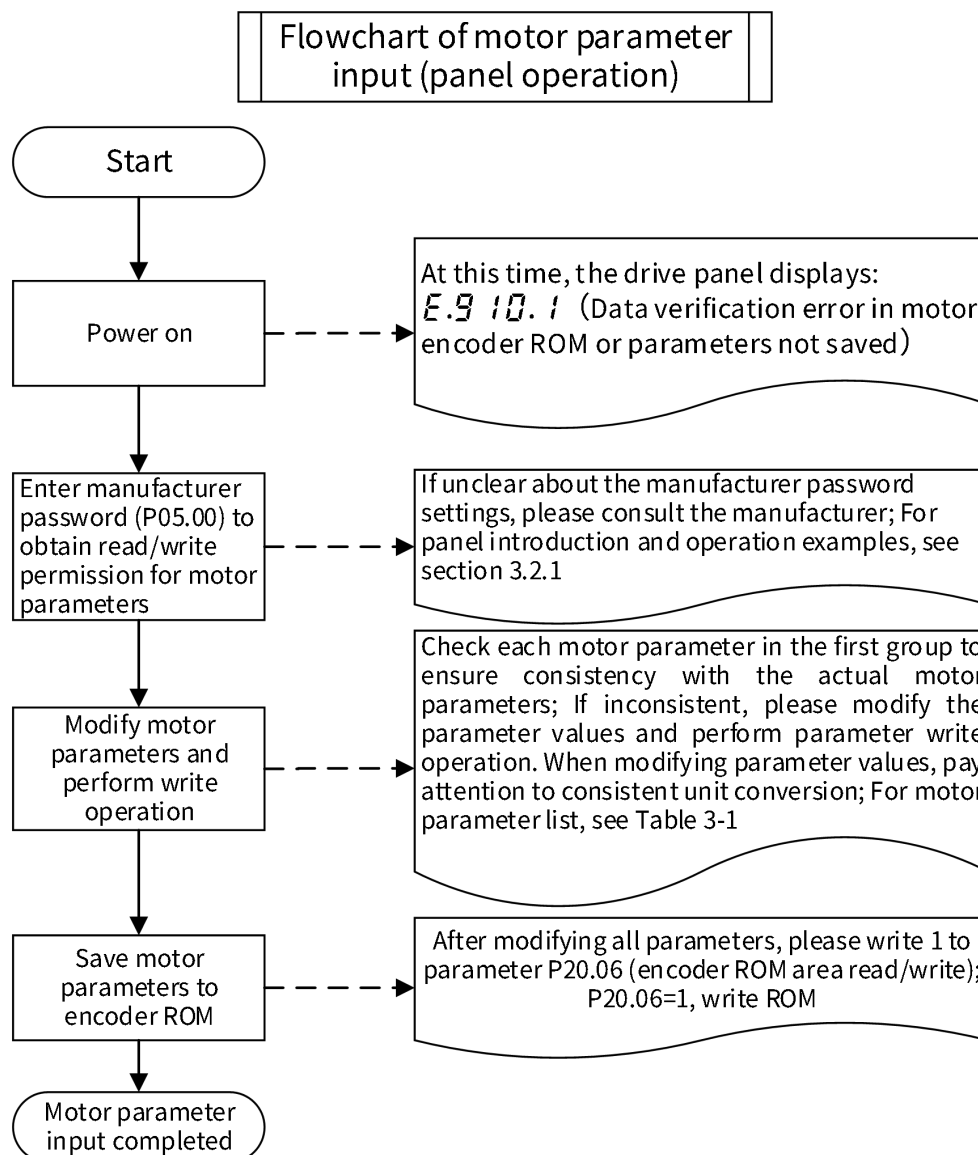 Flowchart of motor parameter
input (panel operation)
Start
Power on
At this time, the drive panel displays:
E.910.1 (Data verification error in motor
encoder ROM or parameters not saved)
Enter manufacturer
password (P05.00) to
obtain read/write
permission for motor
parameters
If unclear about the manufacturer password
settings, please consult the manufacturer; For
panel introduction and operation examples, see
section 3.2.1
Modify motor
parameters and
perform write
operation
Check each motor parameter in the first group to
ensure consistency with the actual motor
parameters; If inconsistent, please modify the
parameter values and perform parameter write
operation. When modifying parameter values, pay
attention to consistent unit conversion; For motor
parameter list, see Table 3-1
Save motor
parameters to
encoder ROM
After modifying all parameters, please write 1 to
parameter P20.06 (encoder ROM area read/write);
P20.06=1, write ROM
Motor parameter
input completed